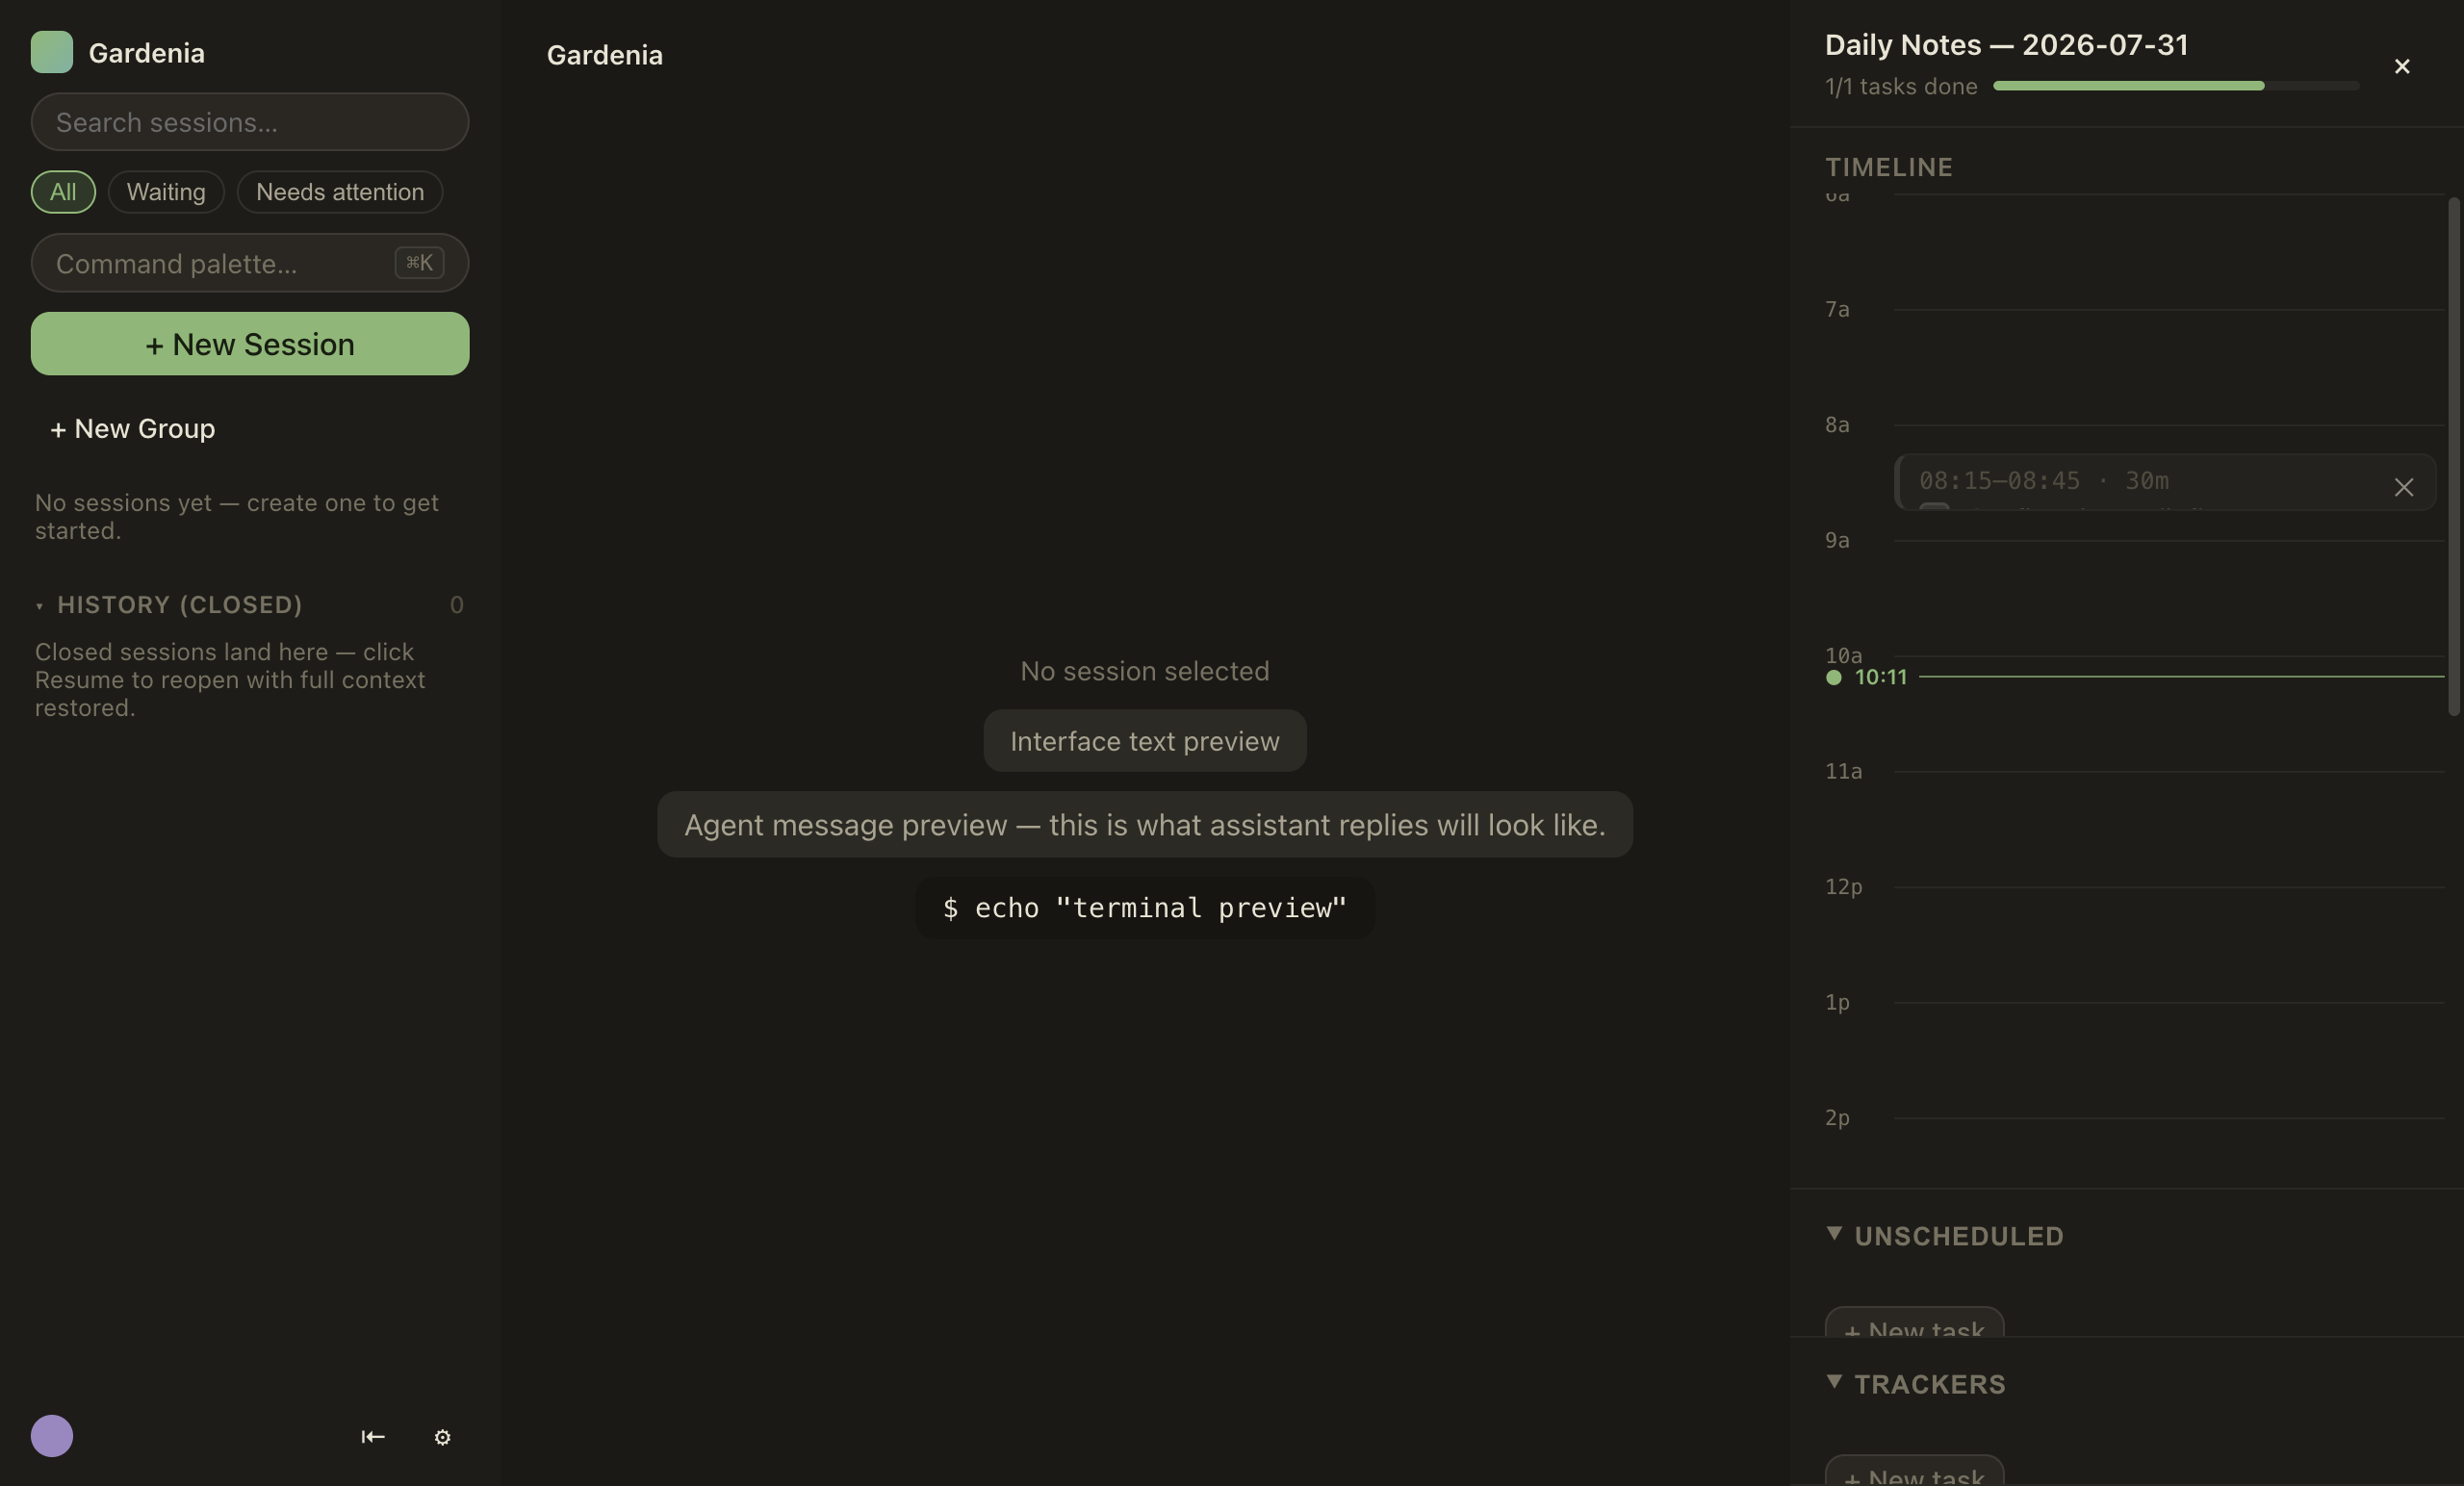 Gardenia
Search sessions...
All
Waiting
Needs attention
Command palette...
⌘K
+ New Session
+ New Group
No sessions yet — create one to get
started.
▾ HISTORY (CLOSED)
0
Closed sessions land here — click
Resume to reopen with full context
restored.
Gardenia
No session selected
Interface text preview
Agent message preview — this is what assistant replies will look like.
$ echo "terminal preview"
Daily Notes — 2026-07-31
×
1/1 tasks done
TIMELINE
6a
7a
8a
08:15–08:45 · 30m
9a
10a
10:11
11a
12p
1p
2p
▼ UNSCHEDULED
+ New task
▼ TRACKERS
+ New task